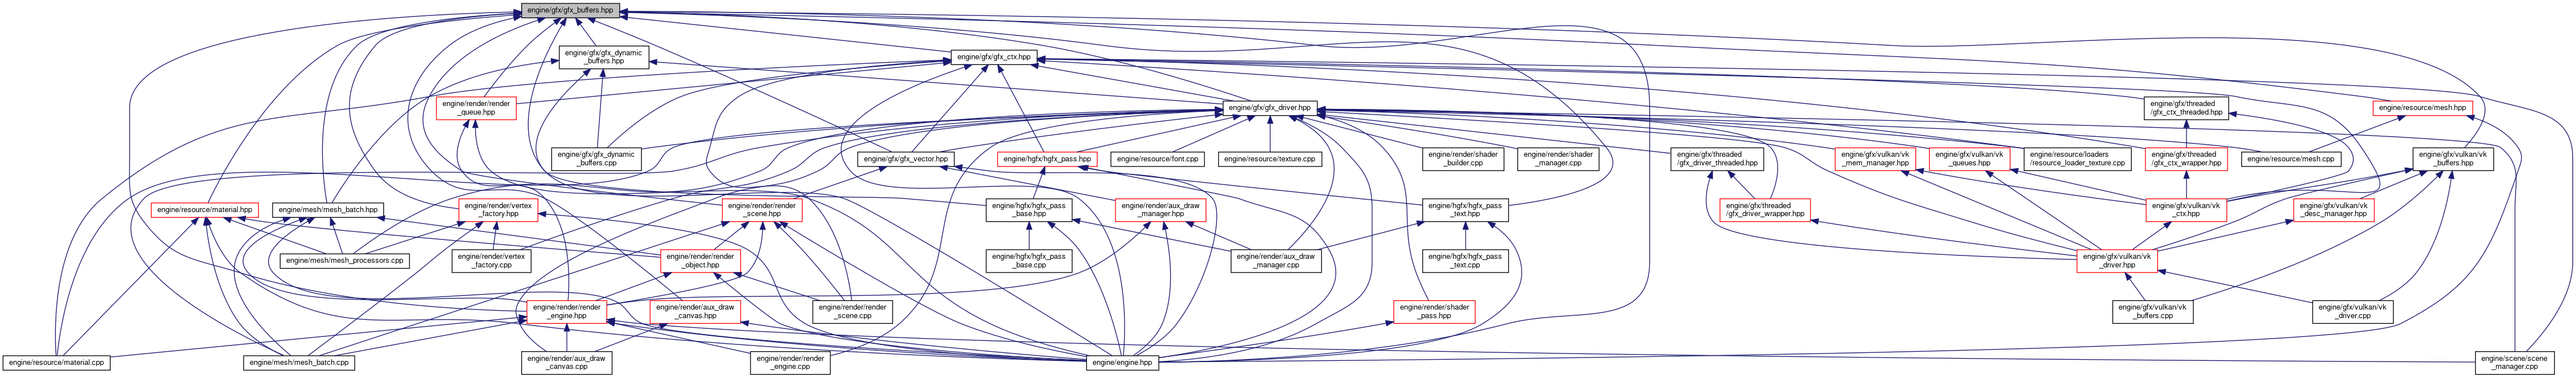 engine/gfx/gfx_buffers.hpp
engine/gfx/gfx_dynamic
_buffers.hpp
engine/gfx/gfx_ctx.hpp
engine/render/render
_queue.hpp
engine/gfx/gfx_driver.hpp
engine/gfx/threaded
/gfx_ctx_threaded.hpp
engine/resource/mesh.hpp
engine/gfx/gfx_dynamic
_buffers.cpp
engine/gfx/gfx_vector.hpp
engine/hgfx/hgfx_pass.hpp
engine/resource/font.cpp
engine/resource/texture.cpp
engine/render/shader
_builder.cpp
engine/render/shader
_manager.cpp
engine/gfx/threaded
/gfx_driver_threaded.hpp
engine/gfx/vulkan/vk
_mem_manager.hpp
engine/gfx/vulkan/vk
_queues.hpp
engine/resource/loaders
/resource_loader_texture.cpp
engine/gfx/threaded
/gfx_ctx_wrapper.hpp
engine/resource/mesh.cpp
engine/gfx/vulkan/vk
_buffers.hpp
engine/resource/material.hpp
engine/mesh/mesh_batch.hpp
engine/render/vertex
_factory.hpp
engine/render/render
_scene.hpp
engine/hgfx/hgfx_pass
_base.hpp
engine/render/aux_draw
_manager.hpp
engine/hgfx/hgfx_pass
_text.hpp
engine/gfx/threaded
/gfx_driver_wrapper.hpp
engine/gfx/vulkan/vk
_ctx.hpp
engine/gfx/vulkan/vk
_desc_manager.hpp
engine/mesh/mesh_processors.cpp
engine/render/vertex
_factory.cpp
engine/render/render
_object.hpp
engine/hgfx/hgfx_pass
_base.cpp
engine/render/aux_draw
_manager.cpp
engine/hgfx/hgfx_pass
_text.cpp
engine/gfx/vulkan/vk
_driver.hpp
engine/render/render
_engine.hpp
engine/render/aux_draw
_canvas.hpp
engine/render/render
_scene.cpp
engine/render/shader
_pass.hpp
engine/gfx/vulkan/vk
_buffers.cpp
engine/gfx/vulkan/vk
_driver.cpp
engine/resource/material.cpp
engine/mesh/mesh_batch.cpp
engine/render/aux_draw
_canvas.cpp
engine/render/render
_engine.cpp
engine/engine.hpp
engine/scene/scene
_manager.cpp